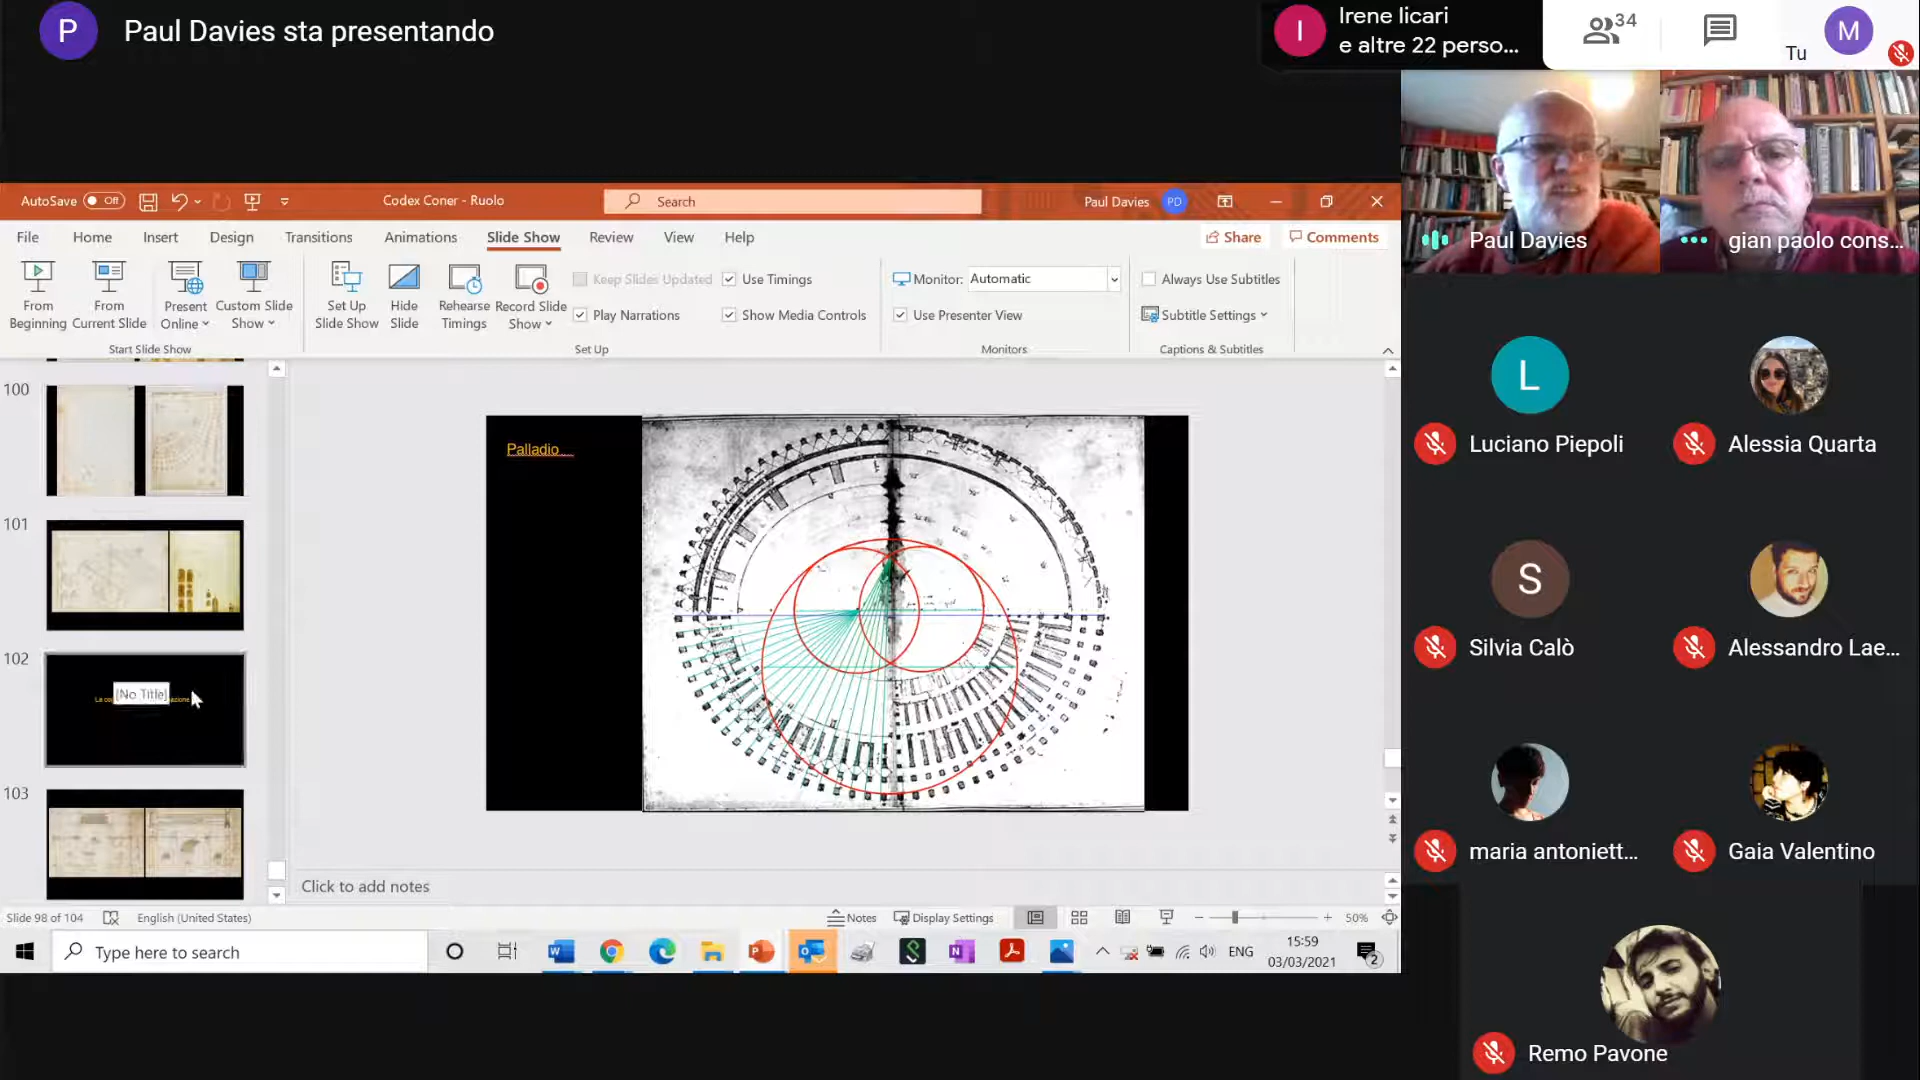 P
Paul Davies sta presentando
I
Irene licari
e altre 22 perso...
34
Tu
M
AutoSave
Off
Codex Coner - Ruolo
Search
Paul Davies
PD
File
Home
Insert
Design
Transitions
Animations
Slide Show
Review
View
Help
Share
Comments
From
Beginning
From
Current Slide
Present
Online
Custom Slide
Show
Start Slide Show
Set Up
Slide Show
Hide
Slide
Rehearse
Timings
Record Slide
Show
Keep Slides Updated
Use Timings
Play Narrations
Show Media Controls
Set Up
Monitor:
Automatic
Use Presenter View
Monitors
Always Use Subtitles
Subtitle Settings
Captions & Subtitles
100
101
102
[No Title]
103
Palladio
Click to add notes
Slide 98 of 104
English (United States)
Notes
Display Settings
50%
Type here to search
ENG
15:59
03/03/2021
2
Paul Davies
gian paolo cons...
L
Luciano Piepoli
Alessia Quarta
S
Silvia Calò
Alessandro Lae...
maria antoniett...
Gaia Valentino
Remo Pavone